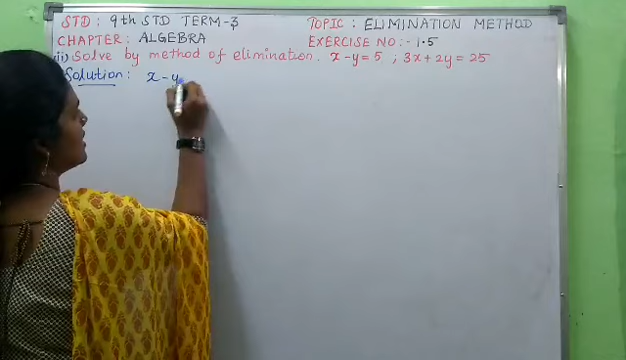 STD : 9th STD TERM-3 TOPIC : ELIMINATION METHOD
CHAPTER : ALGEBRA EXERCISE NO :- 1.5
ii) Solve by method of elimination. x - y = 5 ; 3x + 2y = 25
Solution : x - y